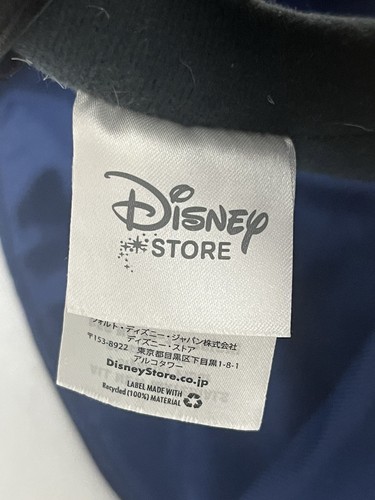 Disney
STORE
ウォルト・ディズニー・ジャパン株式会社
ディズニー・ストア
〒153-8922 東京都目黒区下目黒1-8-1
アルコタワー
DisneyStore.co.jp
LABEL MADE WITH
Recycled (100%) MATERIAL